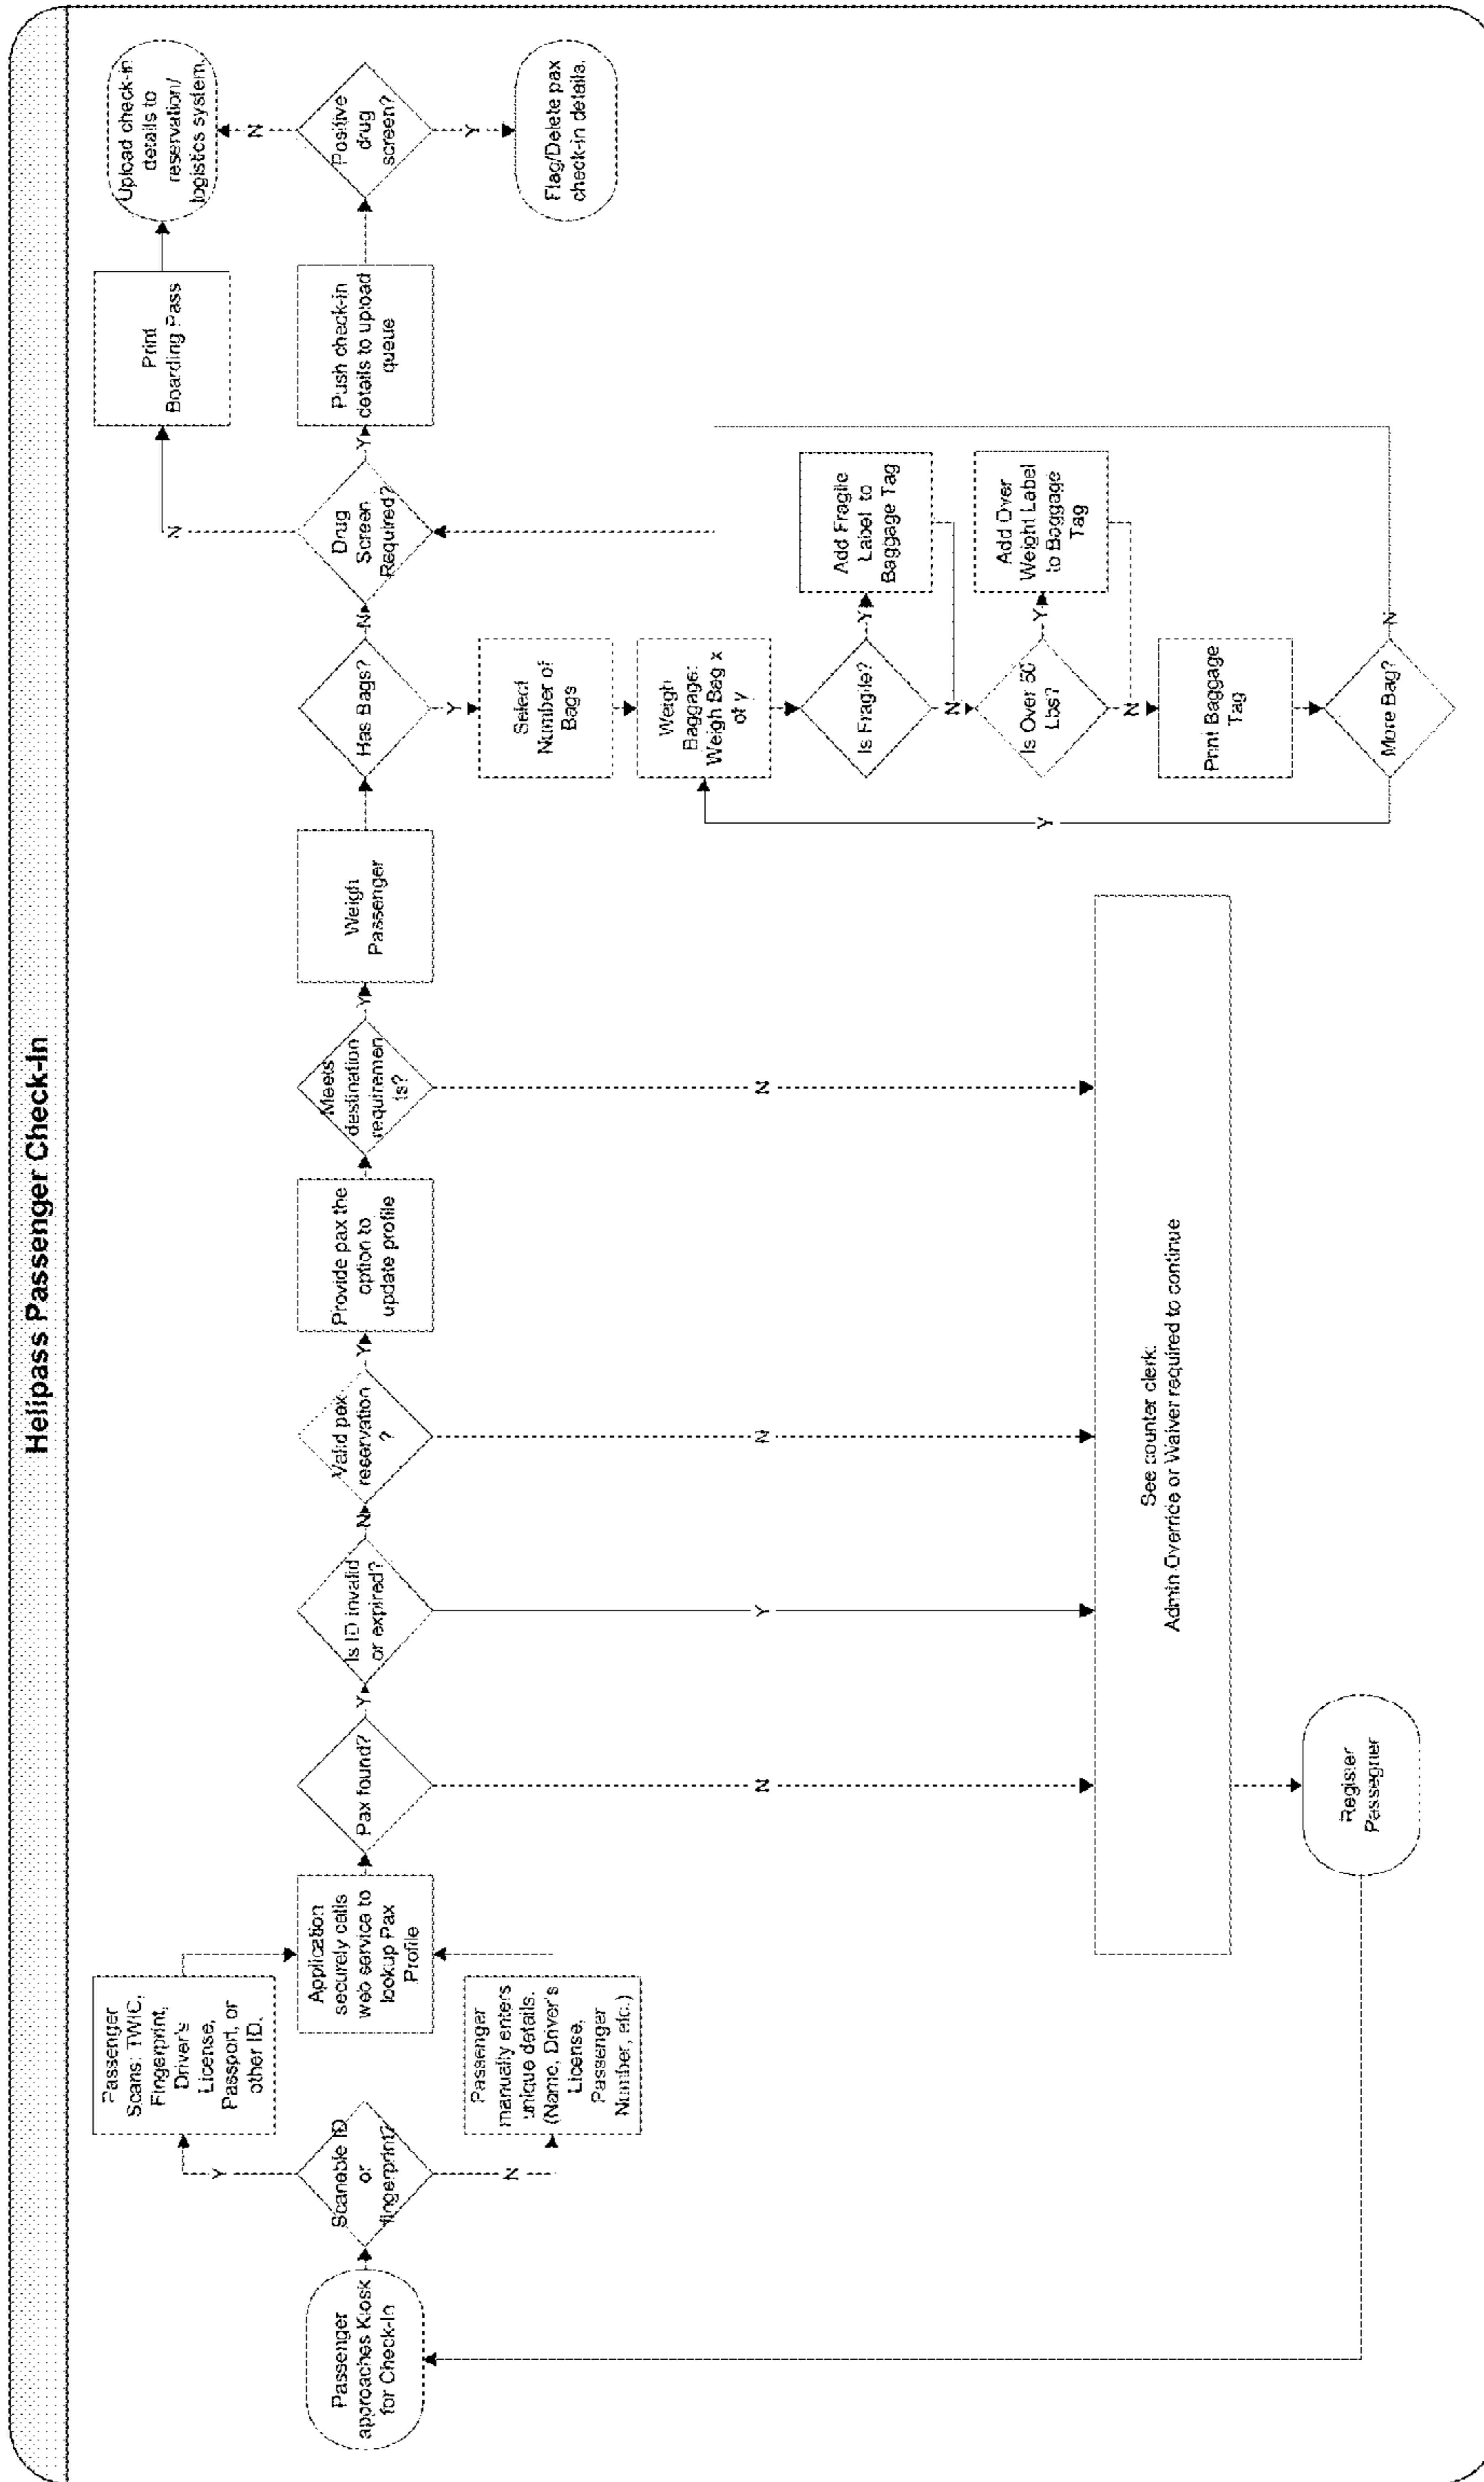 Helipass Passenger Check-In
Passenger
approaches Kiosk
for Check-In
Scaneble ID
or
fingerprint?
Y
N
Passenger
Scans: TWIC,
Fingerprint,
Driver's
License,
Passport, or
other ID.
Passenger
manually enters
unique details.
(Name, Driver's
License,
Passenger
Number, etc.)
Application
securely calls
web service to
lookup Pax
Profile
Pax found?
Y
N
Is ID invalid
or expired?
N
Y
Valid pax
reservation
?
Y
N
Provide pax the
option to
update profile
Meets
destination
requiremen
ts?
Y
N
Weigh
Passenger
Has Bags?
N
Y
Select
Number of
Bags
Weigh
Baggage:
Weigh Bag x
of y
Is Fragile?
Y
N
Add Fragile
Label to
Baggage Tag
Is Over 50
Lbs?
Y
N
Add Over
Weight Label
to Baggage
Tag
Print Baggage
Tag
More Bag?
Y
N
Drug
Screen
Required?
N
Y
Print
Boarding Pass
Push check-in
details to upload
queue
Positive
drug
screen?
N
Y
Upload check-in
details to
reservation/
logistics system.
Flag/Delete pax
check-in details.
See counter clerk:
Admin Override or Waiver required to continue
Register
Passegner